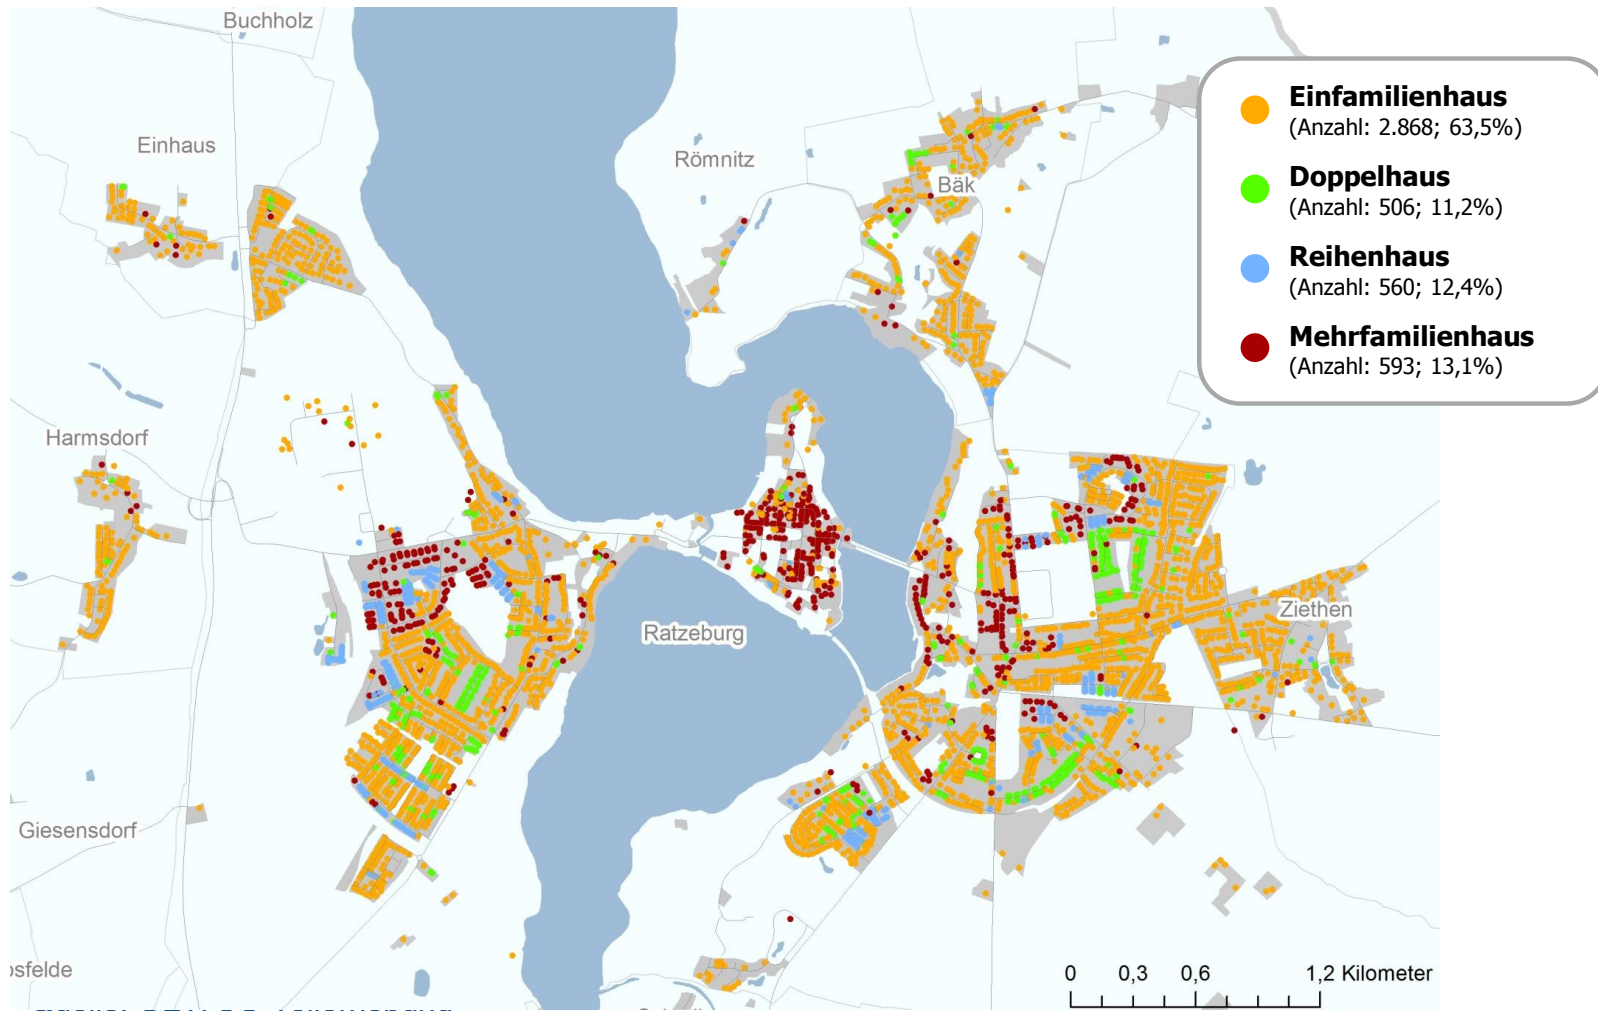 Buchholz
Einhaus
Römnitz
Bäk
Einfamilienhaus
(Anzahl: 2.868; 63,5%)
Doppelhaus
(Anzahl: 506; 11,2%)
Reihenhaus
(Anzahl: 560; 12,4%)
Mehrfamilienhaus
(Anzahl: 593; 13,1%)
Harmsdorf
Ratzeburg
Ziethen
Giesensdorf
osfelde
0 0,3 0,6 1,2 Kilometer